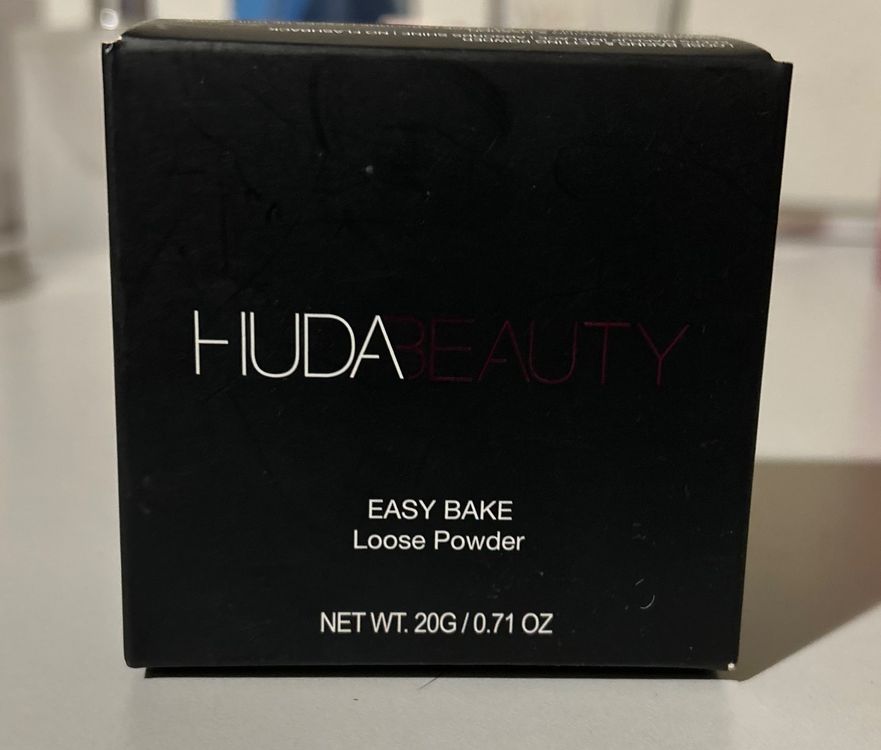 HUDABEAUTY
EASY BAKE
Loose Powder
NET WT. 20G / 0.71 OZ